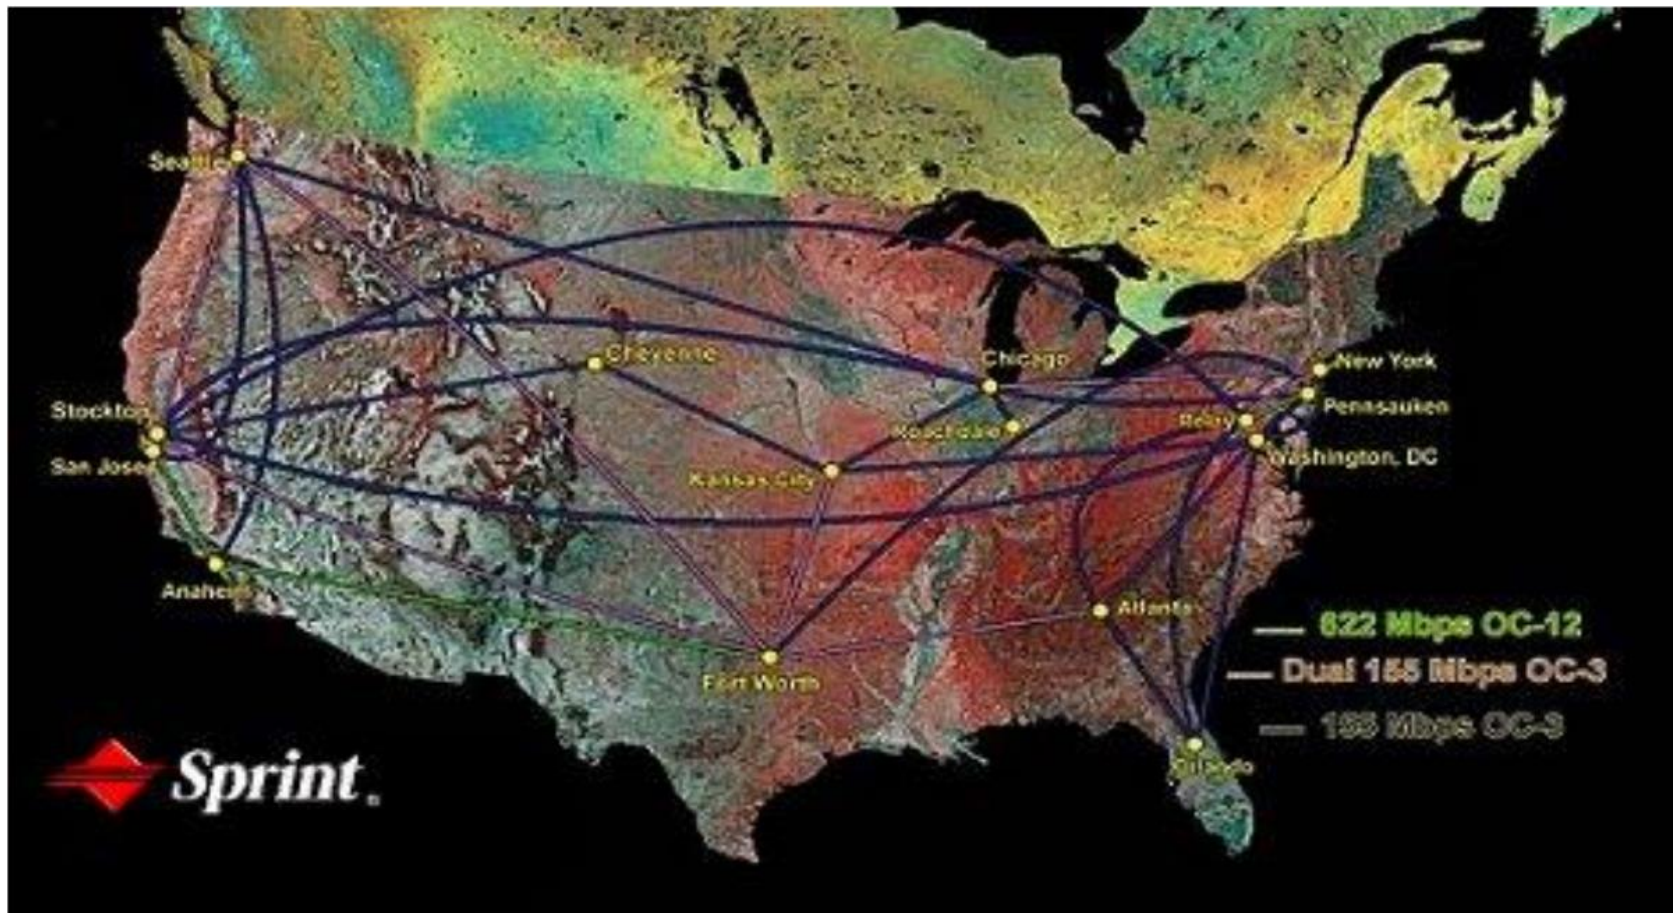 Seattle
Cheyenne
Chicago
New York
Stockton
Pennsauken
Relay
Roachdale
San Jose
Washington, DC
Kansas City
Anaheim
Atlanta
622 Mbps OC-12
Dual 155 Mbps OC-3
Fort Worth
155 Mbps OC-3
Orlando
Sprint.